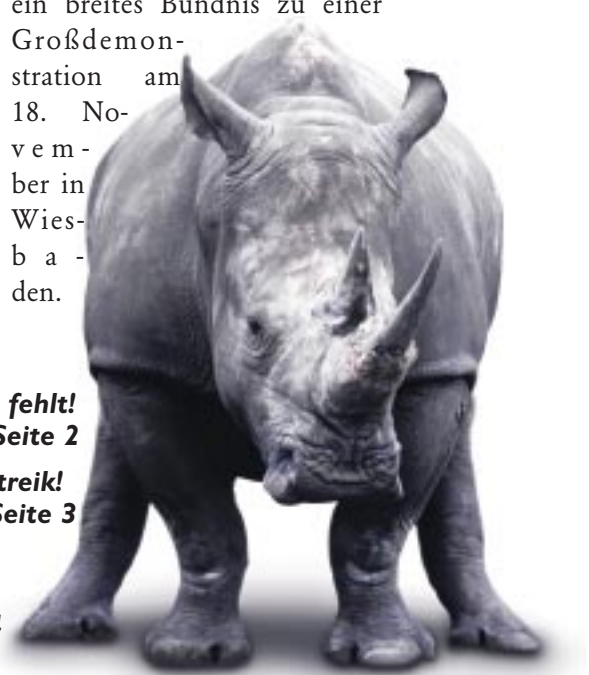 ein breites Bündnis zu einer
Großdemon-
stration am
18. No-
vem-
ber in
Wies-
ba-
den.
fehlt!
Seite 2
treik!
Seite 3